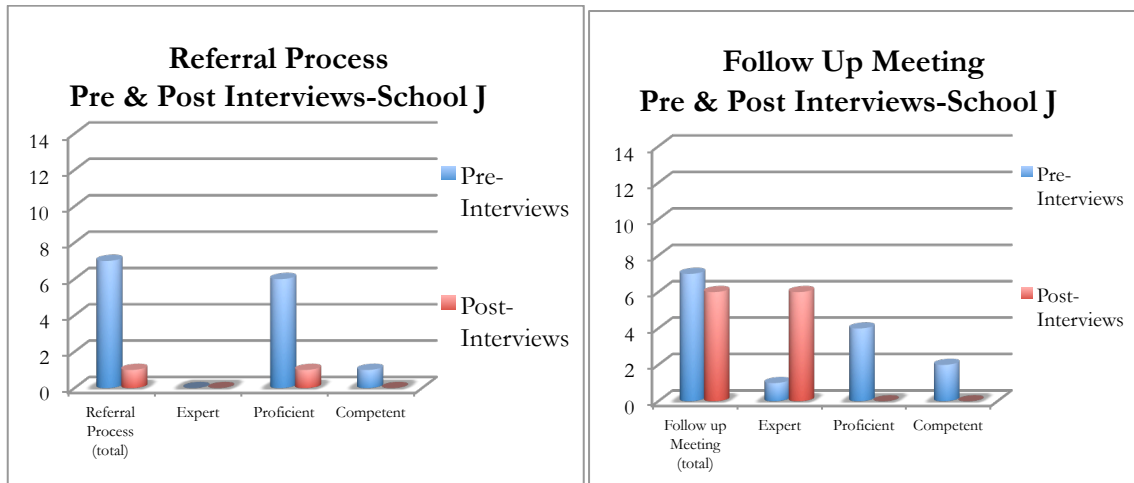 Referral Process
Pre & Post Interviews-School J
14
12
10
8
6
4
2
0
Referral
Process
(total)
Expert
Proficient
Competent
Pre-
Interviews
Post-
Interviews
Follow Up Meeting
Pre & Post Interviews-School J
14
12
10
8
6
4
2
0
Follow up
Meeting
(total)
Expert
Proficient
Competent
Pre-
Interviews
Post-
Interviews